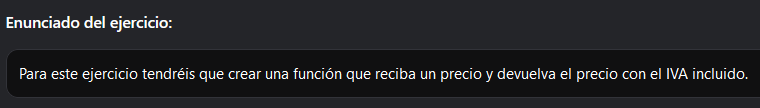 Enunciado del ejercicio:
Para este ejercicio tendréis que crear una función que reciba un precio y devuelva el precio con el IVA incluido.